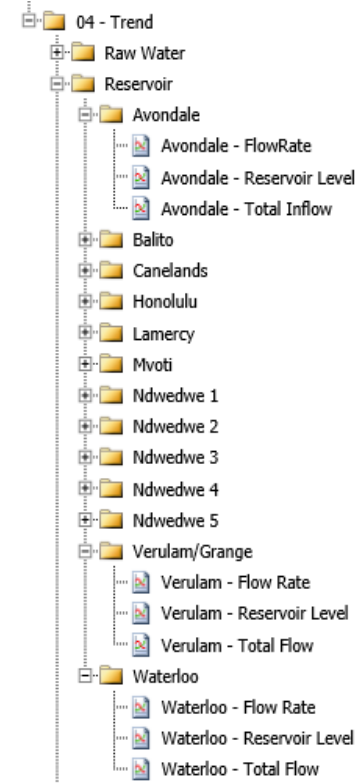 04 - Trend
Raw Water
Reservoir
Avondale
Avondale - FlowRate
Avondale - Reservoir Level
Avondale - Total Inflow
Balito
Canelands
Honolulu
Lamercy
Mvoti
Ndwedwe 1
Ndwedwe 2
Ndwedwe 3
Ndwedwe 4
Ndwedwe 5
Verulam/Grange
Verulam - Flow Rate
Verulam - Reservoir Level
Verulam - Total Flow
Waterloo
Waterloo - Flow Rate
Waterloo - Reservoir Level
Waterloo - Total Flow